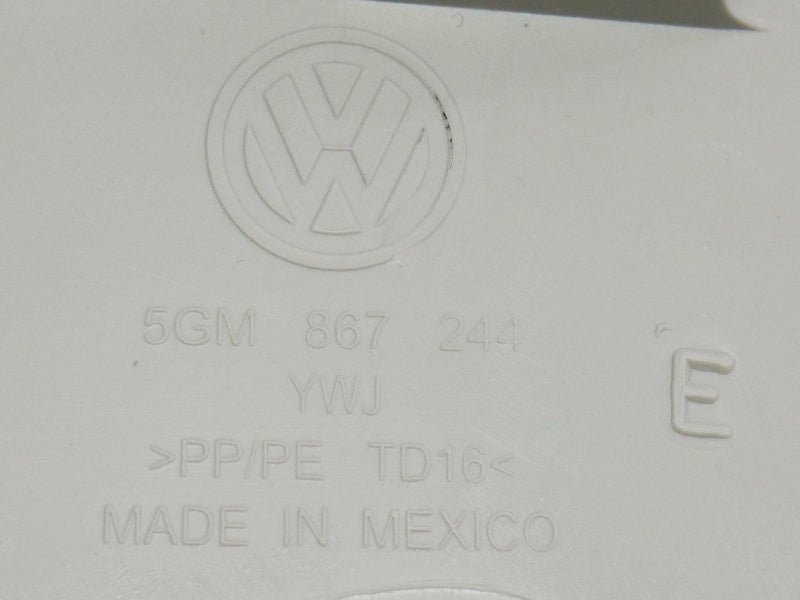 5GM 867 244
E
YWJ
>PP/PE TD16<
MADE IN MEXICO